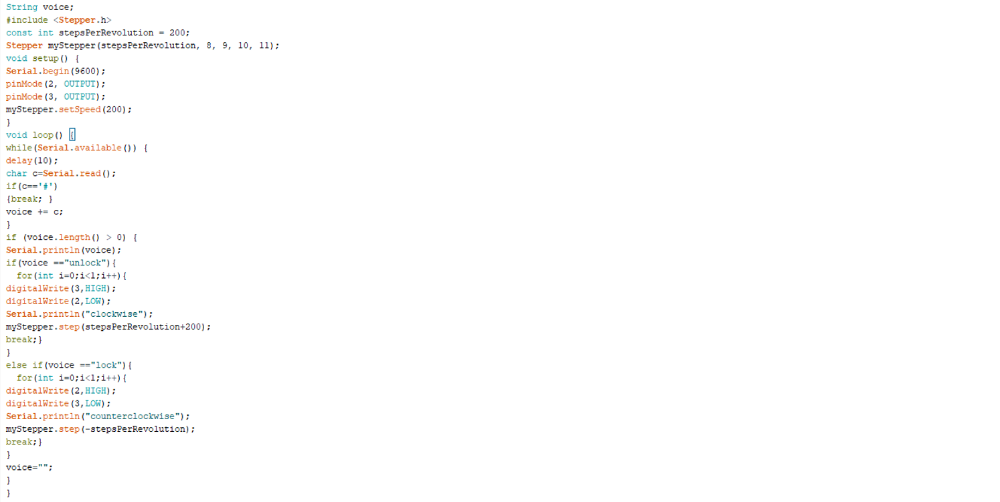 String voice;
#include <Stepper.h>
const int stepsPerRevolution = 200;
Stepper myStepper(stepsPerRevolution, 8, 9, 10, 11);
void setup() {
Serial.begin(9600);
pinMode(2, OUTPUT);
pinMode(3, OUTPUT);
myStepper.setSpeed(200);
}
void loop() {
while(Serial.available()) {
delay(10);
char c=Serial.read();
if(c=='#')
{break; }
voice += c;
}
if (voice.length() > 0) {
Serial.println(voice);
if(voice =="unlock"){
  for(int i=0;i<1;i++){
digitalWrite(3,HIGH);
digitalWrite(2,LOW);
Serial.println("clockwise");
myStepper.step(stepsPerRevolution+200);
break;}
}
else if(voice =="lock"){
  for(int i=0;i<1;i++){
digitalWrite(2,HIGH);
digitalWrite(3,LOW);
Serial.println("counterclockwise");
myStepper.step(-stepsPerRevolution);
break;}
}
voice="";
}
}